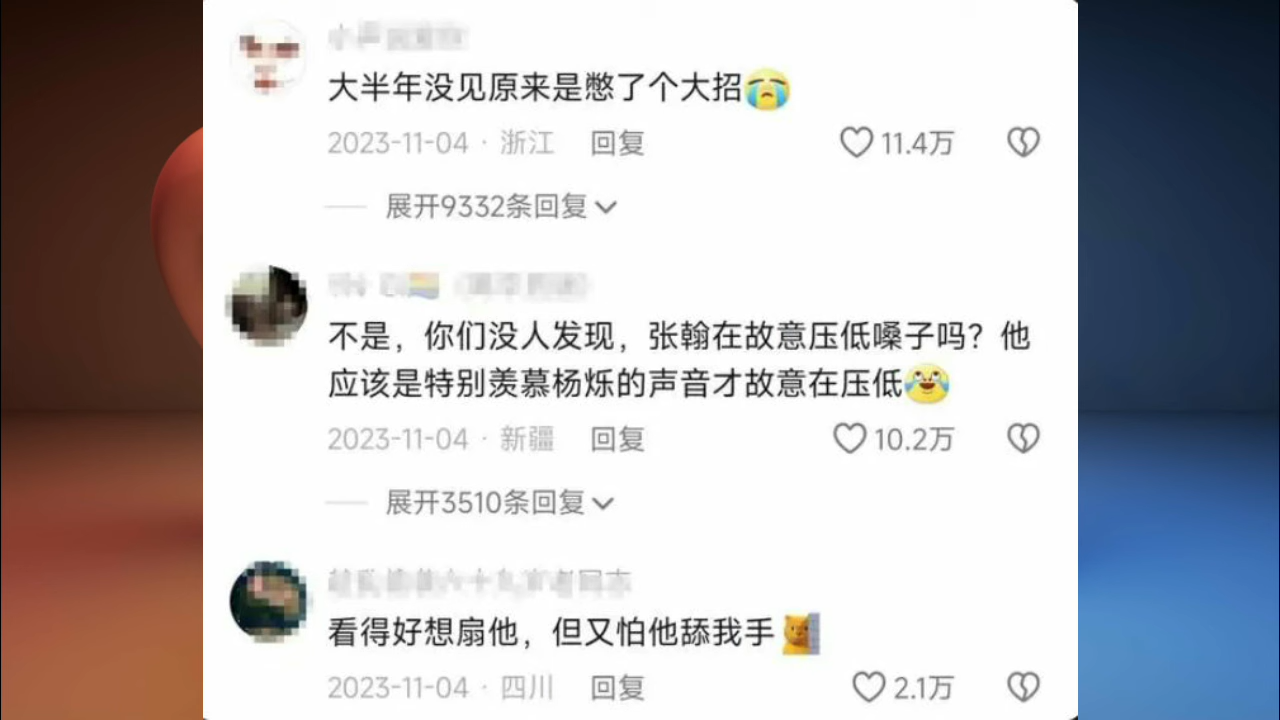 大半年没见原来是憋了个大招😭
2023-11-04 · 浙江 回复 11.4万
展开9332条回复
不是，你们没人发现，张翰在故意压低嗓子吗？他
应该是特别羡慕杨烁的声音才故意在压低
2023-11-04 · 新疆 回复 10.2万
展开3510条回复
看得好想扇他，但又怕他舔我手
2023-11-04 · 四川 回复 2.1万